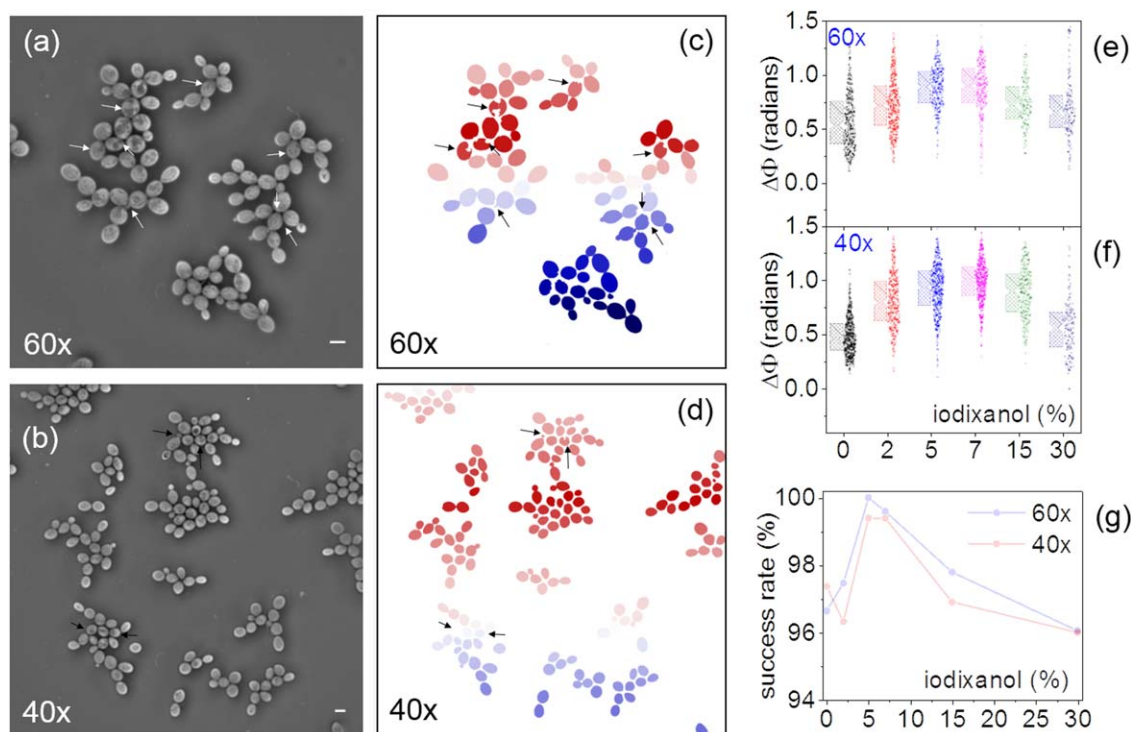 (a)
60x
(b)
40x
(c)
60x
(d)
40x
1.5
1.0
0.5
0.0
ΔΦ (radians)
60x
(e)
1.5
1.0
0.5
0.0
ΔΦ (radians)
40x
(f)
iodixanol (%)
0 2 5 7 15 30
100
98
96
94
success rate (%)
60x
40x
(g)
iodixanol (%)
0 5 10 15 20 25 30